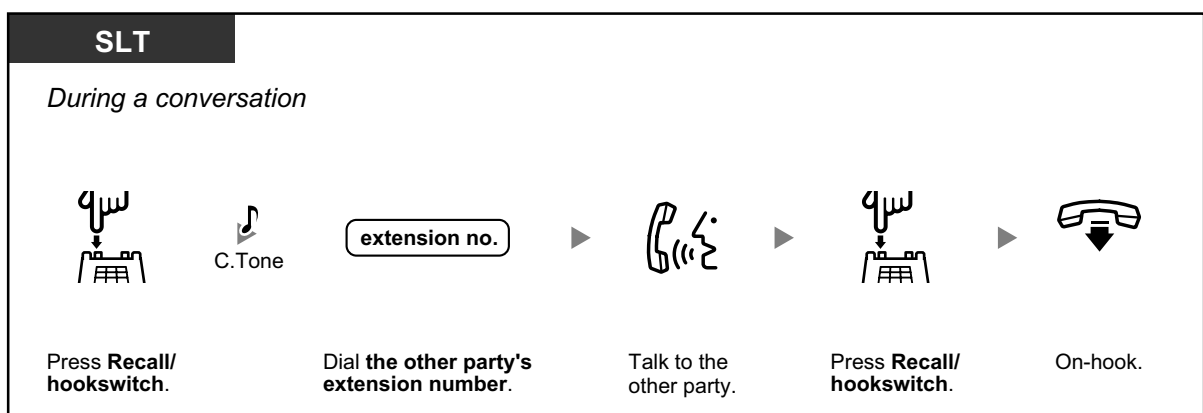 SLT
During a conversation
C.Tone
extension no.
Press Recall/
hookswitch.
Dial the other party's
extension number.
Talk to the
other party.
Press Recall/
hookswitch.
On-hook.